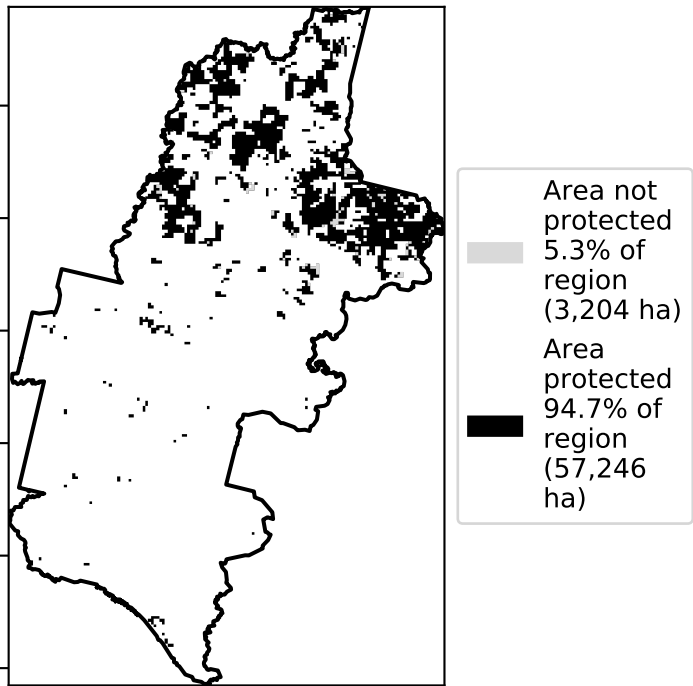 Area not
protected
5.3% of
region
(3,204 ha)
Area
protected
94.7% of
region
(57,246
ha)